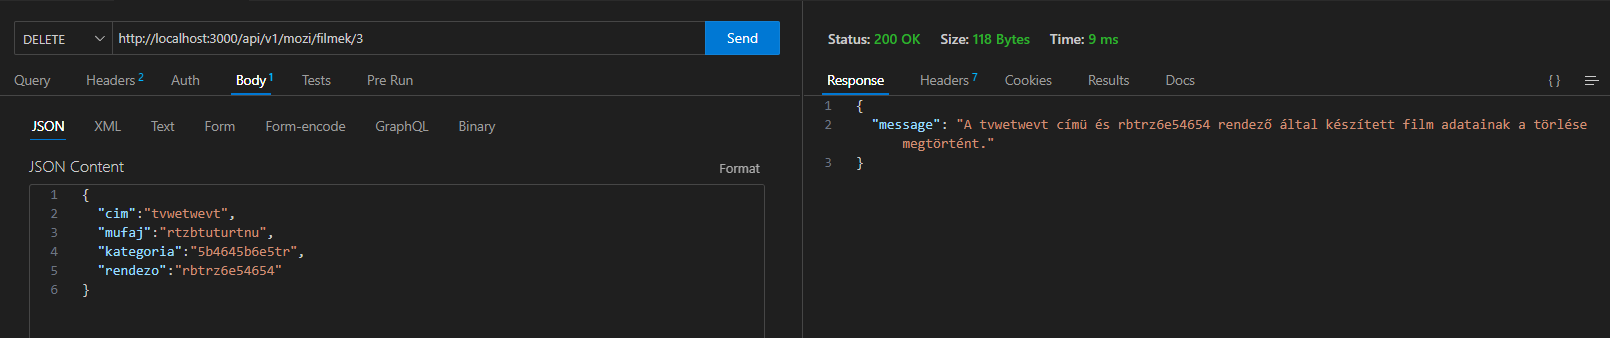 DELETE http://localhost:3000/api/v1/mozi/filmek/3 Send
Query Headers 2 Auth Body 1 Tests Pre Run
JSON XML Text Form Form-encode GraphQL Binary
JSON Content Format
1 {
2 "cim":"tvwetwevt",
3 "mufaj":"rtzbtuturtnu",
4 "kategoria":"5b4645b6e5tr",
5 "rendezo":"rbtrz6e54654"
6 }
Status: 200 OK Size: 118 Bytes Time: 9 ms
Response Headers 7 Cookies Results Docs {}
1 {
2 "message": "A tvwetwevt címü és rbtrz6e54654 rendező által készített film adatainak a törlése
megtörtént."
3 }